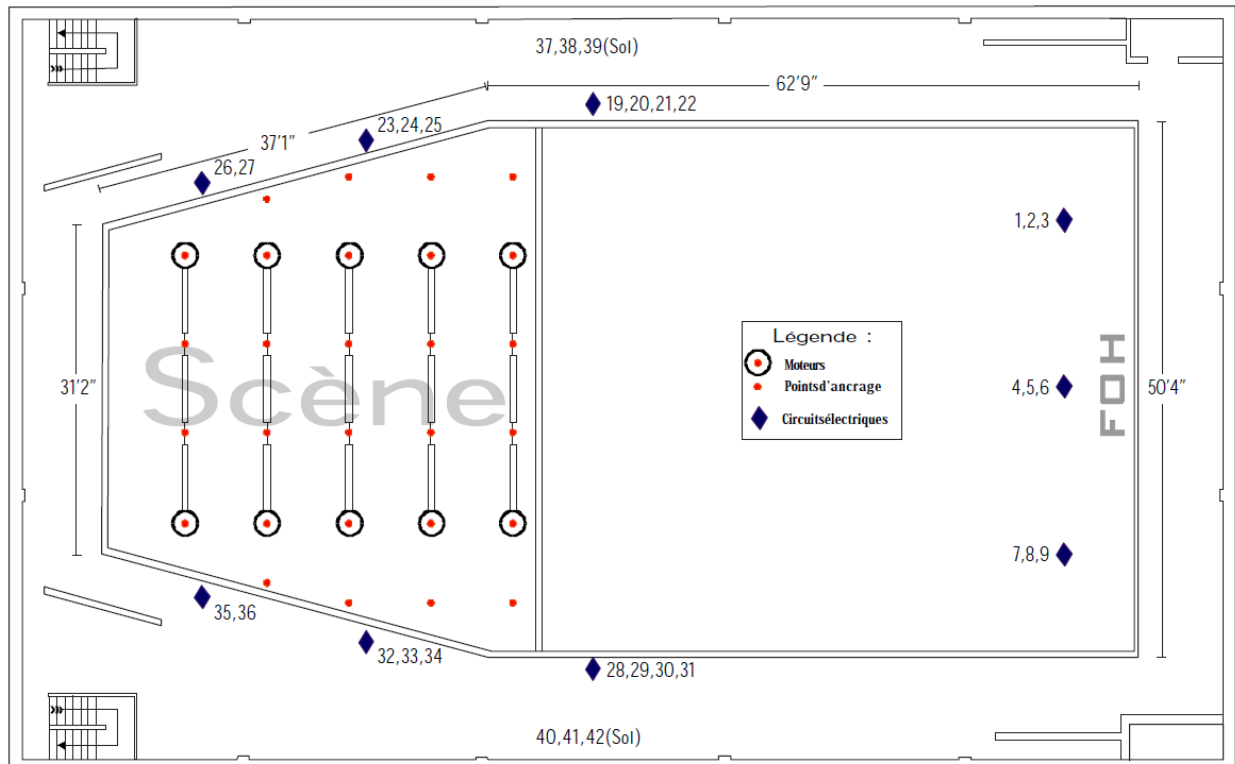 37,38,39(Sol)
62'9"
19,20,21,22
23,24,25
37'1"
26,27
1,2,3
31'2"
Scène
Légende :
Moteurs
Pointsd'ancrage
Circuitsélectriques
4,5,6
FOH
50'4"
7,8,9
35,36
32,33,34
28,29,30,31
40,41,42(Sol)